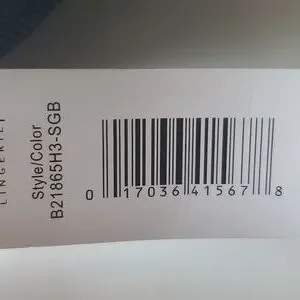 LINGERIE
Style/Color
B21865H3-SGB
0 17036 41567 8